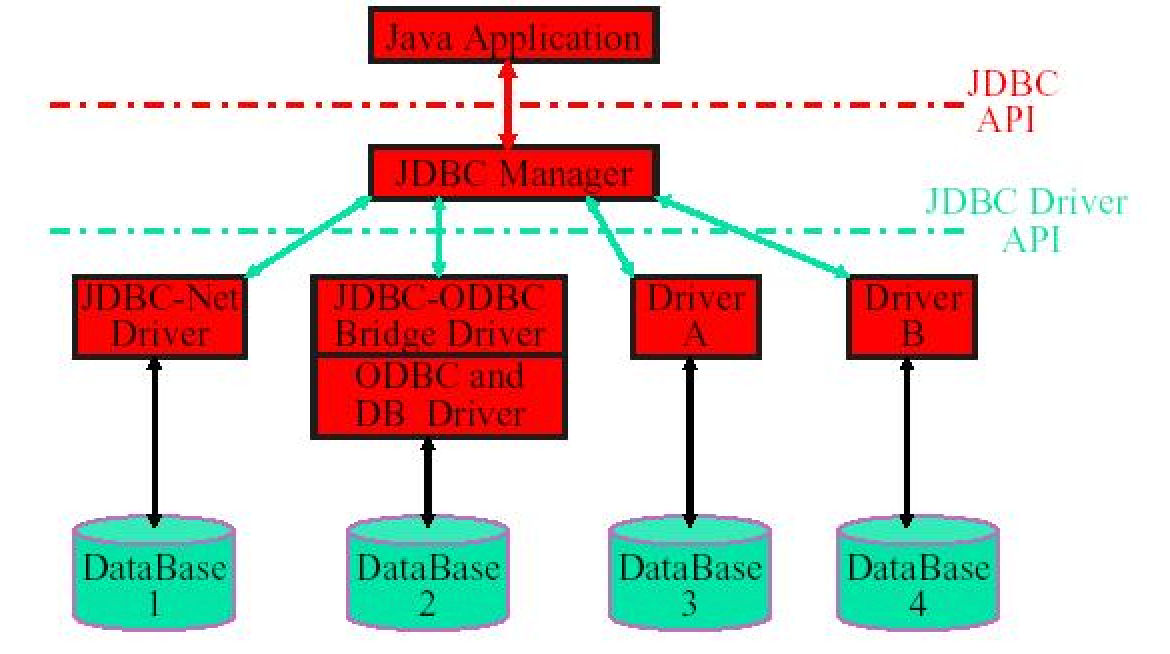 Java Application
JDBC
API
JDBC Manager
JDBC Driver
API
JDBC-Net
Driver
JDBC-ODBC
Bridge Driver
ODBC and
DB Driver
Driver
A
Driver
B
DataBase
1
DataBase
2
DataBase
3
DataBase
4